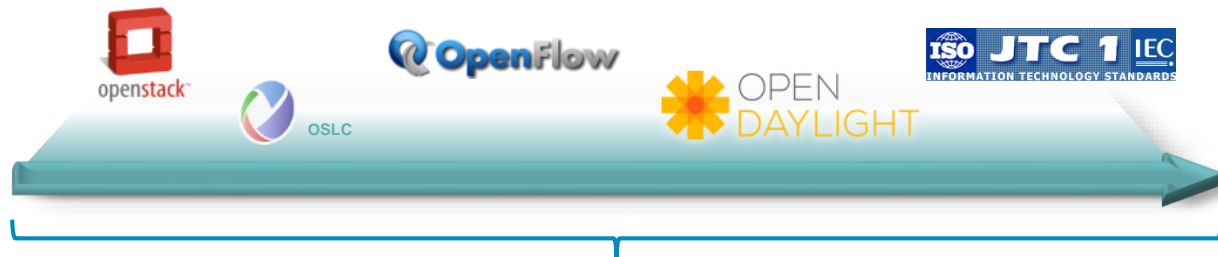 openstack™
OSLC
OpenFlow
OPEN
DAYLIGHT
ISO JTC 1 IEC
INFORMATION TECHNOLOGY STANDARDS